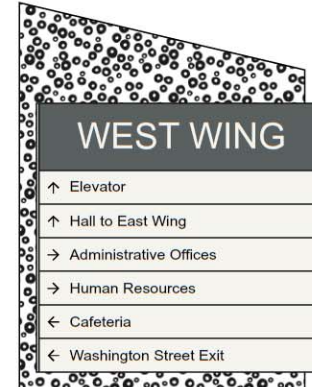 WEST WING
↑ Elevator
↑ Hall to East Wing
→ Administrative Offices
→ Human Resources
← Cafeteria
← Washington Street Exit